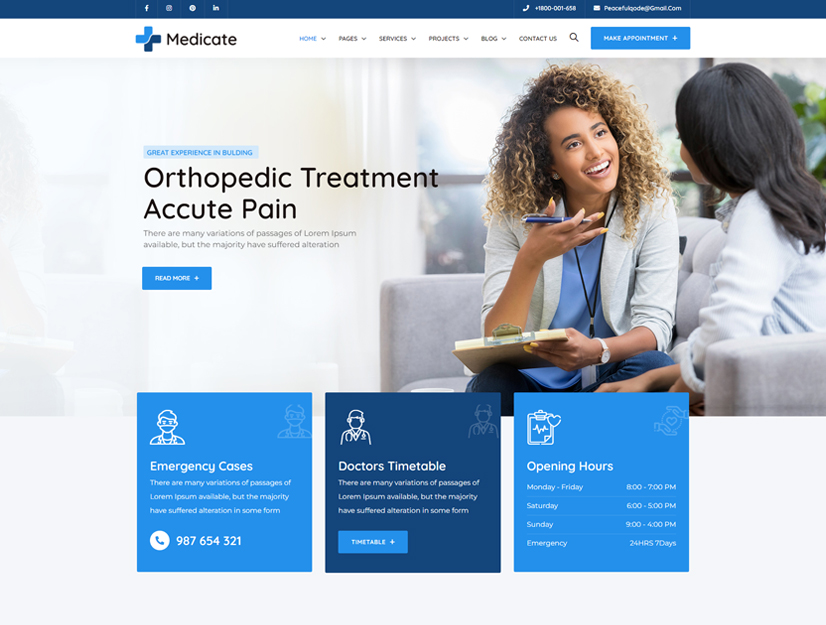 +1800-001-658
Peacefulqode@Gmail.Com
Medicate
HOME
PAGES
SERVICES
PROJECTS
BLOG
CONTACT US
MAKE APPOINTMENT +
GREAT EXPERIENCE IN BULDING
Orthopedic Treatment
Accute Pain
There are many variations of passages of Lorem Ipsum
available, but the majority have suffered alteration
READ MORE +
Emergency Cases
There are many variations of passages of
Lorem Ipsum available, but the majority
have suffered alteration in some form
987 654 321
Doctors Timetable
There are many variations of passages of
Lorem Ipsum available, but the majority
have suffered alteration in some form
TIMETABLE +
Opening Hours
Monday - Friday 8:00 - 7:00 PM
Saturday 6:00 - 5:00 PM
Sunday 9:00 - 4:00 PM
Emergency 24HRS 7Days